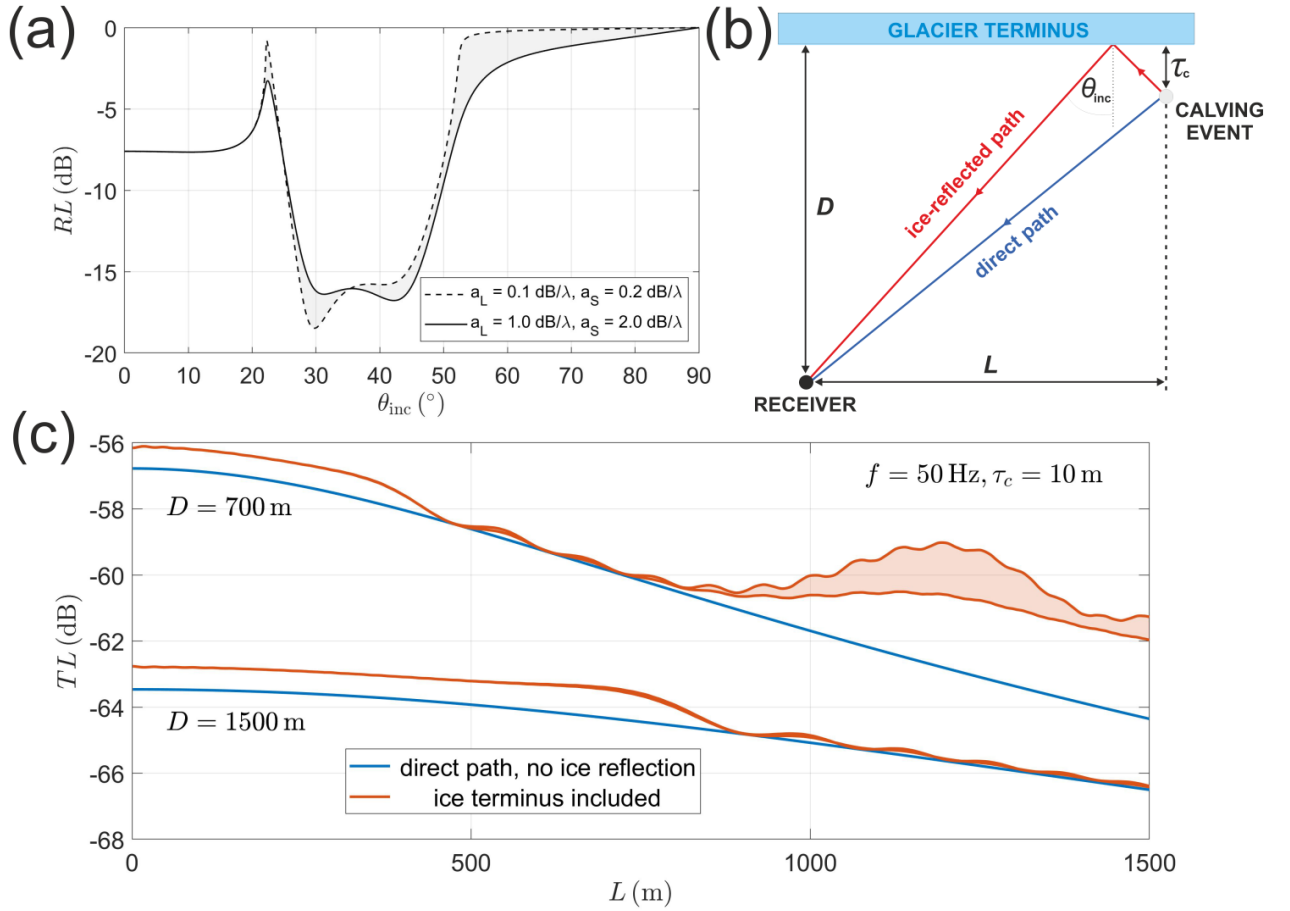 (a)
0
-5
-10
-15
-20
RL (dB)
0 10 20 30 40 50 60 70 80 90
θinc (°)
aL = 0.1 dB/λ, aS = 0.2 dB/λ
aL = 1.0 dB/λ, aS = 2.0 dB/λ
(b)
GLACIER TERMINUS
τc
θinc
CALVING
EVENT
ice-reflected path
direct path
D
L
RECEIVER
(c)
-56
-58
-60
-62
-64
-66
-68
TL (dB)
f = 50 Hz, τc = 10 m
D = 700 m
D = 1500 m
direct path, no ice reflection
ice terminus included
0 500 1000 1500
L (m)